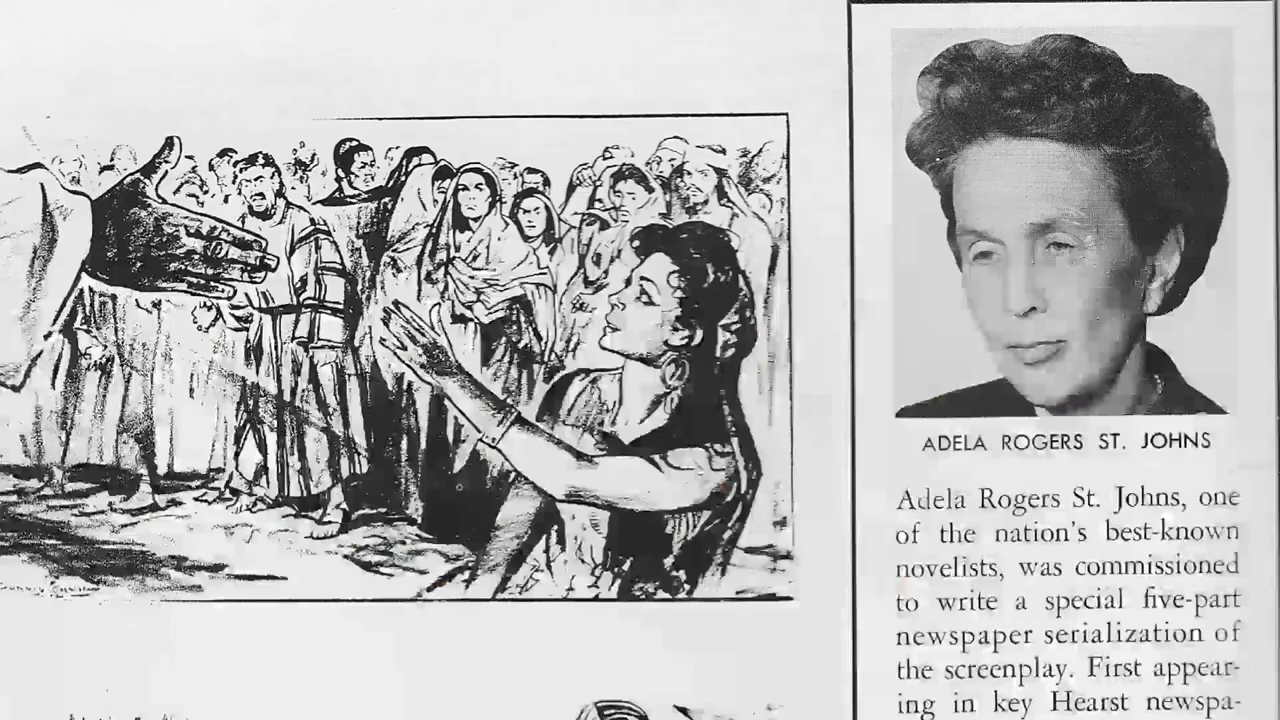 ADELA ROGERS ST. JOHNS
Adela Rogers St. Johns, one
of the nation's best-known
novelists, was commissioned
to write a special five-part
newspaper serialization of
the screenplay. First appear-
ing in key Hearst newspa-